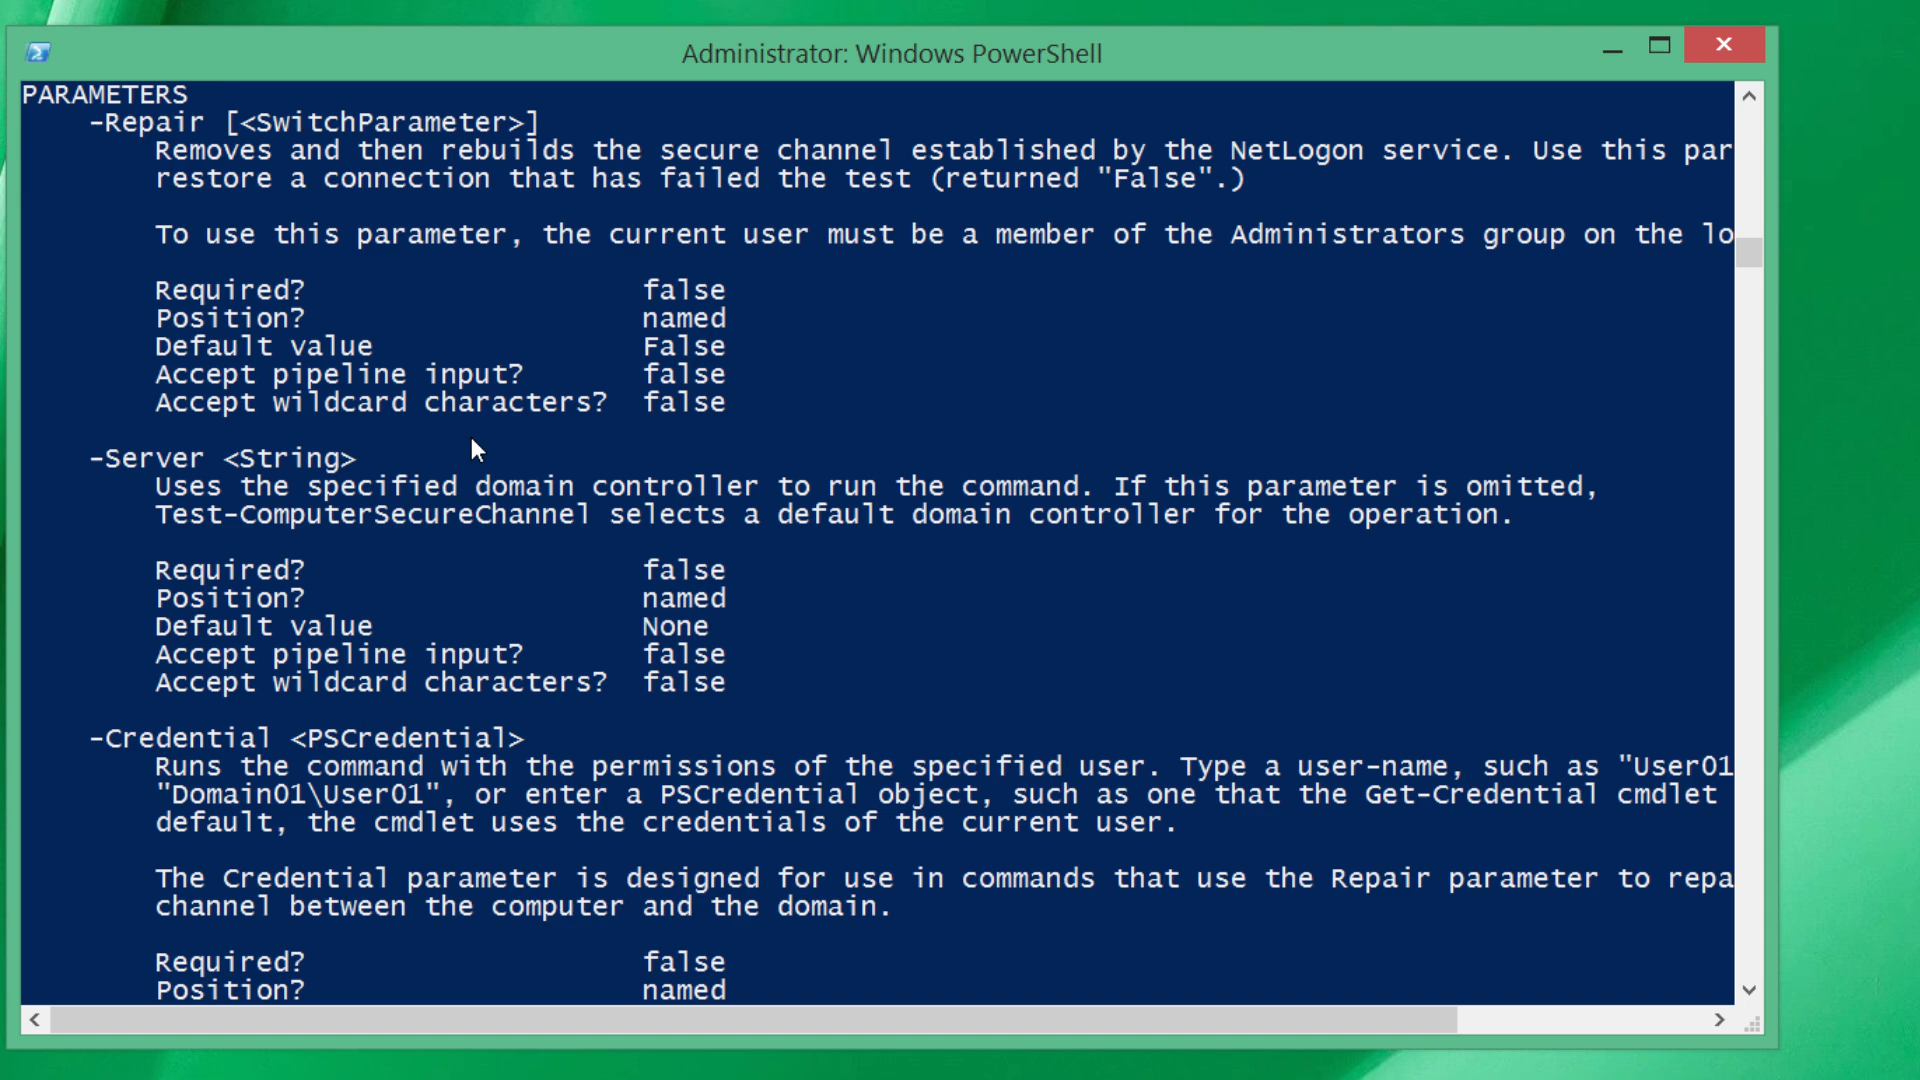 Administrator: Windows PowerShell
PARAMETERS
-Repair [<SwitchParameter>]
Removes and then rebuilds the secure channel established by the NetLogon service. Use this par
restore a connection that has failed the test (returned "False".)
To use this parameter, the current user must be a member of the Administrators group on the lo
Required? false
Position? named
Default value False
Accept pipeline input? false
Accept wildcard characters? false
-Server <String>
Uses the specified domain controller to run the command. If this parameter is omitted,
Test-ComputerSecureChannel selects a default domain controller for the operation.
Required? false
Position? named
Default value None
Accept pipeline input? false
Accept wildcard characters? false
-Credential <PSCredential>
Runs the command with the permissions of the specified user. Type a user-name, such as "User01
"Domain01\User01", or enter a PSCredential object, such as one that the Get-Credential cmdlet
default, the cmdlet uses the credentials of the current user.
The Credential parameter is designed for use in commands that use the Repair parameter to repa
channel between the computer and the domain.
Required? false
Position? named